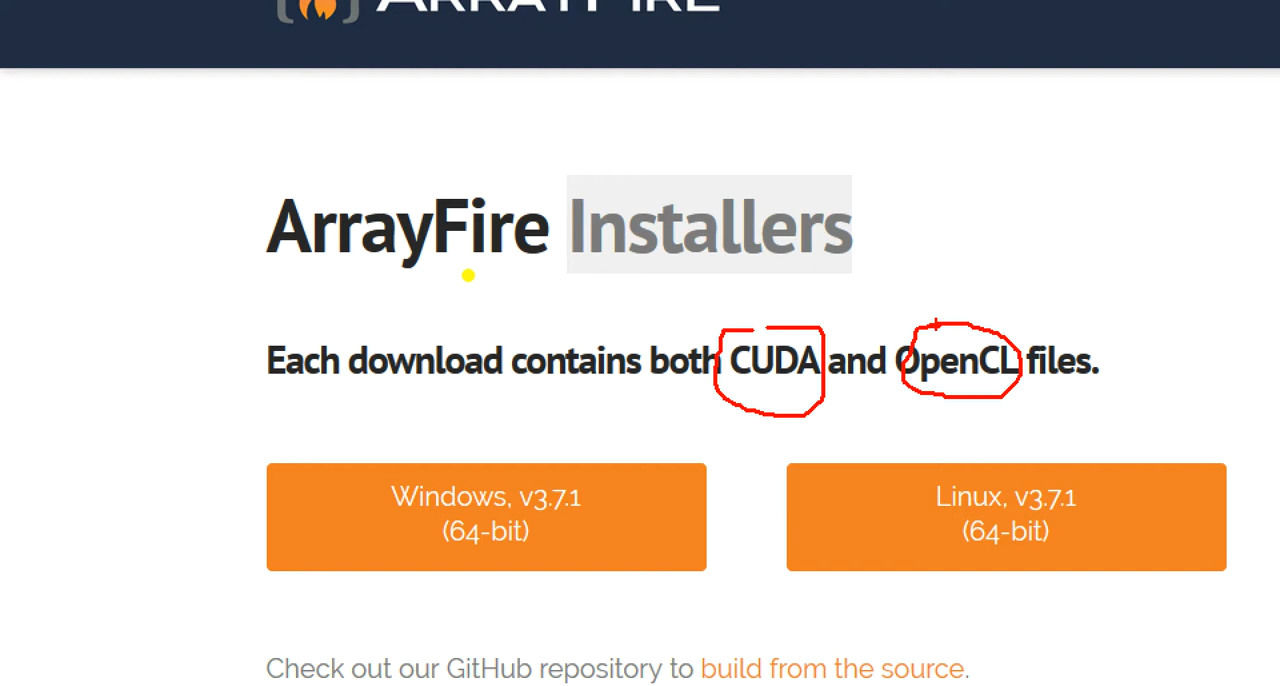 ARRAYFIRE
ArrayFire Installers
Each download contains both CUDA and OpenCL files.
Windows, v3.7.1
(64-bit)
Linux, v3.7.1
(64-bit)
Check out our GitHub repository to build from the source.